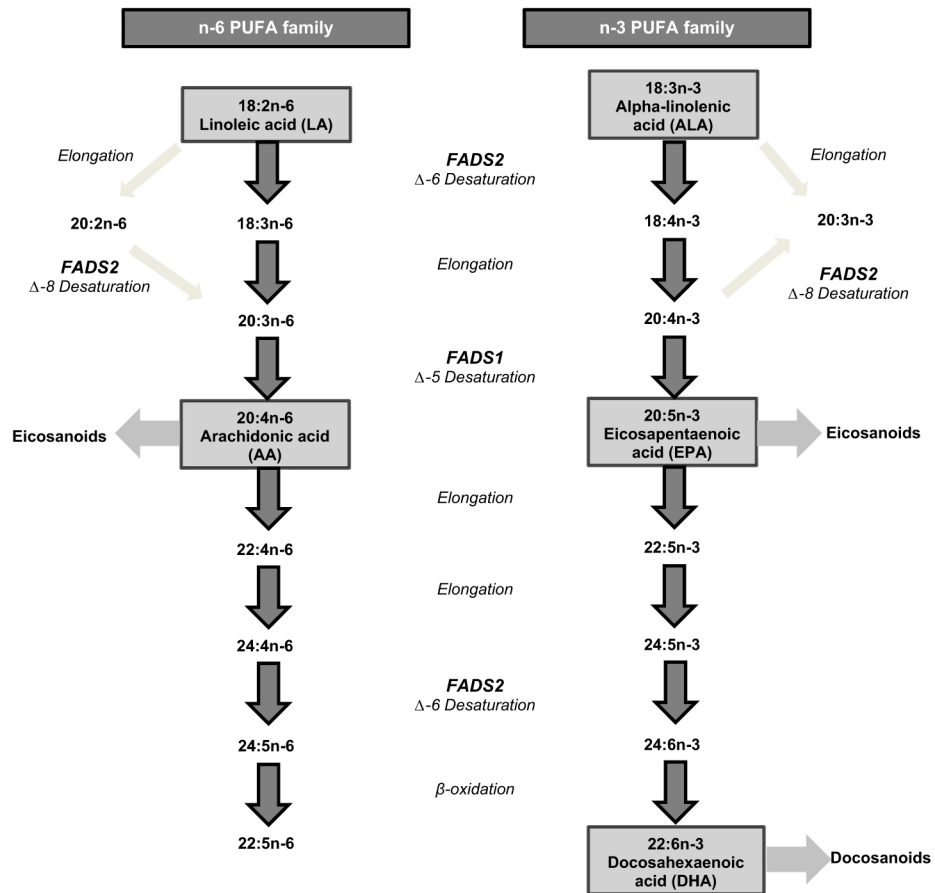 n-6 PUFA family
n-3 PUFA family
18:2n-6
Linoleic acid (LA)
18:3n-3
Alpha-linolenic
acid (ALA)
Elongation
FADS2
Δ-6 Desaturation
Elongation
20:2n-6
18:3n-6
18:4n-3
20:3n-3
FADS2
Δ-8 Desaturation
Elongation
FADS2
Δ-8 Desaturation
20:3n-6
20:4n-3
FADS1
Δ-5 Desaturation
Eicosanoids
20:4n-6
Arachidonic acid
(AA)
20:5n-3
Eicosapentaenoic
acid (EPA)
Eicosanoids
Elongation
22:4n-6
22:5n-3
Elongation
24:4n-6
24:5n-3
FADS2
Δ-6 Desaturation
24:5n-6
24:6n-3
β-oxidation
22:5n-6
22:6n-3
Docosahexaenoic
acid (DHA)
Docosanoids